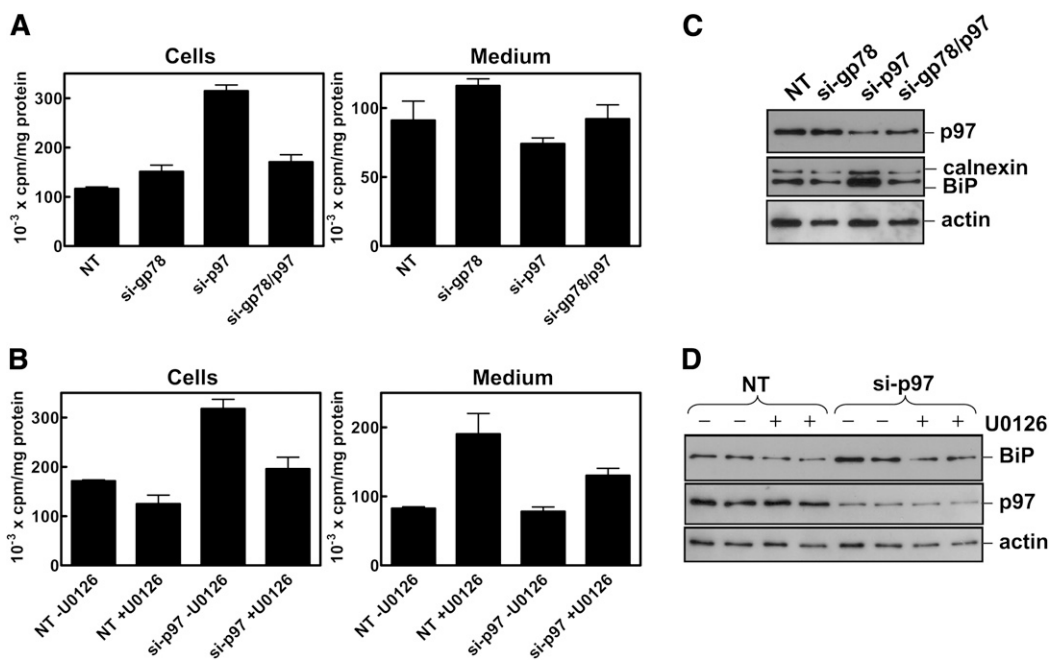 A
Cells
10⁻³ x cpm/mg protein
300
200
100
0
NT
si-gp78
si-p97
si-gp78/p97
Medium
10⁻³ x cpm/mg protein
100
50
0
NT
si-gp78
si-p97
si-gp78/p97
C
NT
si-gp78
si-p97
si-gp78/p97
p97
calnexin
BiP
actin
B
Cells
10⁻³ x cpm/mg protein
300
200
100
0
NT -U0126
NT +U0126
si-p97 -U0126
si-p97 +U0126
Medium
10⁻³ x cpm/mg protein
200
100
0
NT -U0126
NT +U0126
si-p97 -U0126
si-p97 +U0126
D
NT si-p97
− − + + − − + + U0126
BiP
p97
actin